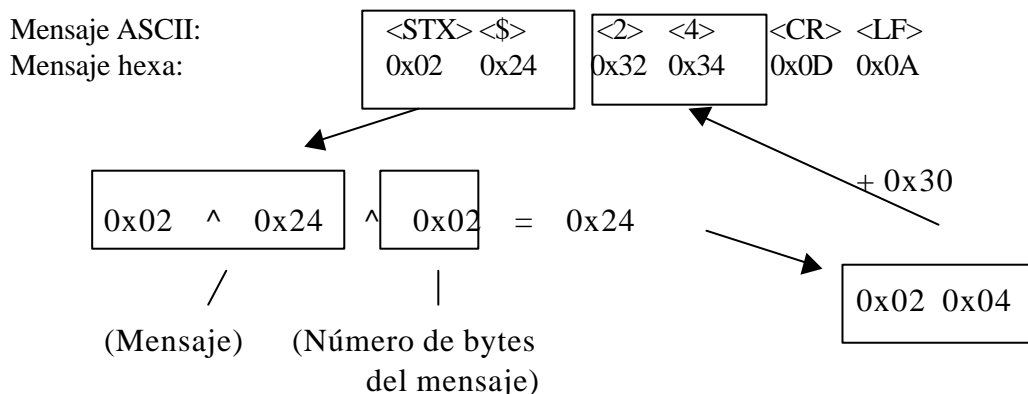 Mensaje ASCII: <STX> <$> <2> <4> <CR> <LF>
Mensaje hexa: 0x02 0x24 0x32 0x34 0x0D 0x0A
+ 0x30
0x02 ^ 0x24 ^ 0x02 = 0x24
0x02 0x04
(Mensaje) (Número de bytes
del mensaje)